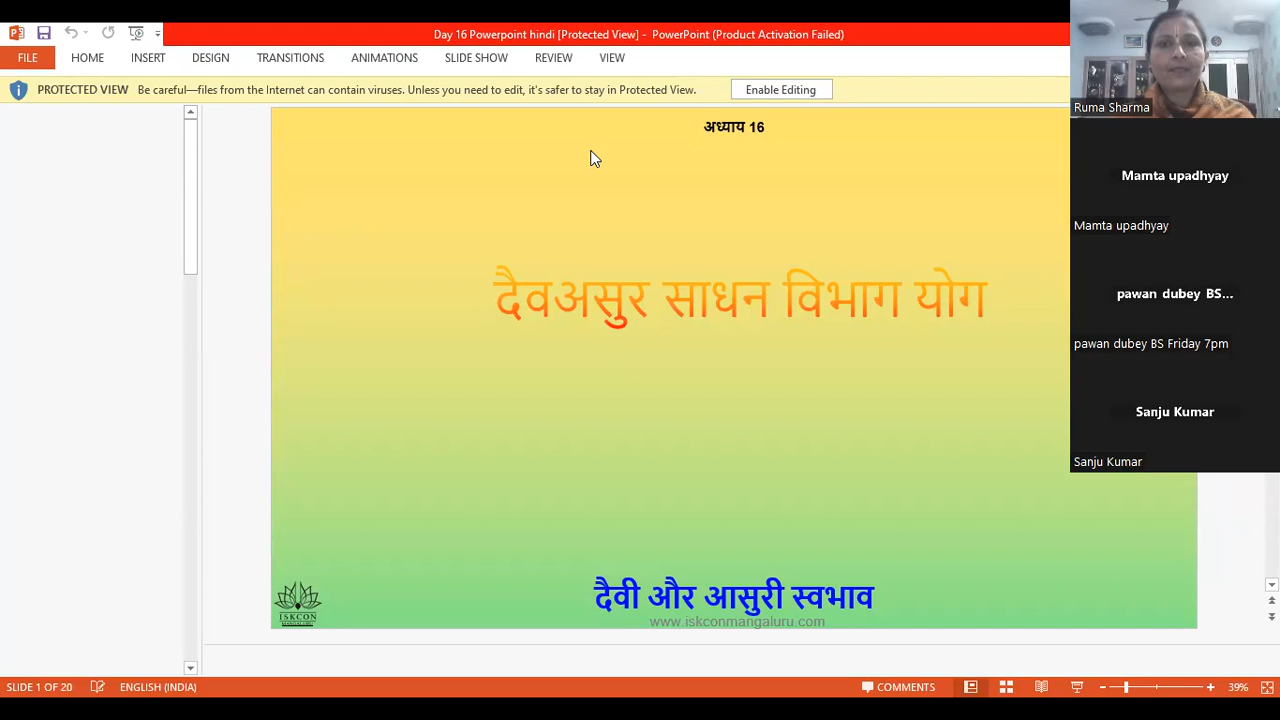 Day 16 Powerpoint hindi [Protected View] - PowerPoint (Product Activation Failed)
FILE HOME INSERT DESIGN TRANSITIONS ANIMATIONS SLIDE SHOW REVIEW VIEW
PROTECTED VIEW Be careful—files from the Internet can contain viruses. Unless you need to edit, it's safer to stay in Protected View. Enable Editing
Ruma Sharma
अध्याय 16
Mamta upadhyay
Mamta upadhyay
दैवअसुर साधन विभाग योग
pawan dubey BS...
pawan dubey BS Friday 7pm
Sanju Kumar
Sanju Kumar
दैवी और आसुरी स्वभाव
ISKCON
MANGALURU
www.iskconmangaluru.com
SLIDE 1 OF 20 ENGLISH (INDIA) COMMENTS 39%